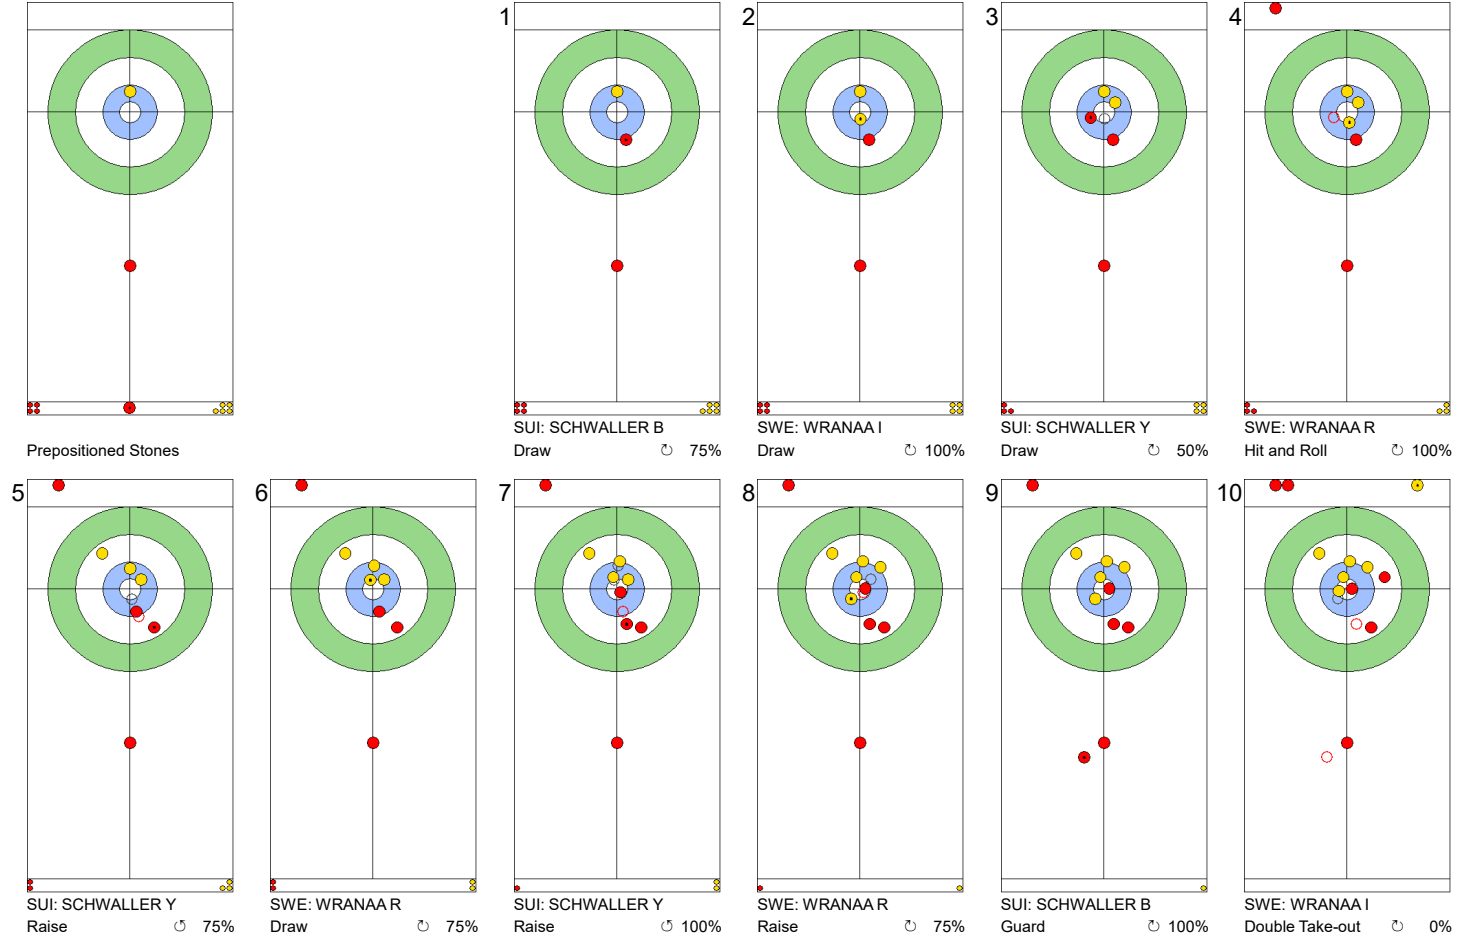 1 2 3 4
Prepositioned Stones
SUI: SCHWALLER B
Draw ↻ 75%
SWE: WRANAA I
Draw ↻ 100%
SUI: SCHWALLER Y
Draw ↻ 50%
SWE: WRANAA R
Hit and Roll ↻ 100%
5 6 7 8 9 10
SUI: SCHWALLER Y
Raise ↺ 75%
SWE: WRANAA R
Draw ↻ 75%
SUI: SCHWALLER Y
Raise ↺ 100%
SWE: WRANAA R
Raise ↻ 75%
SUI: SCHWALLER B
Guard ↻ 100%
SWE: WRANAA I
Double Take-out ↻ 0%